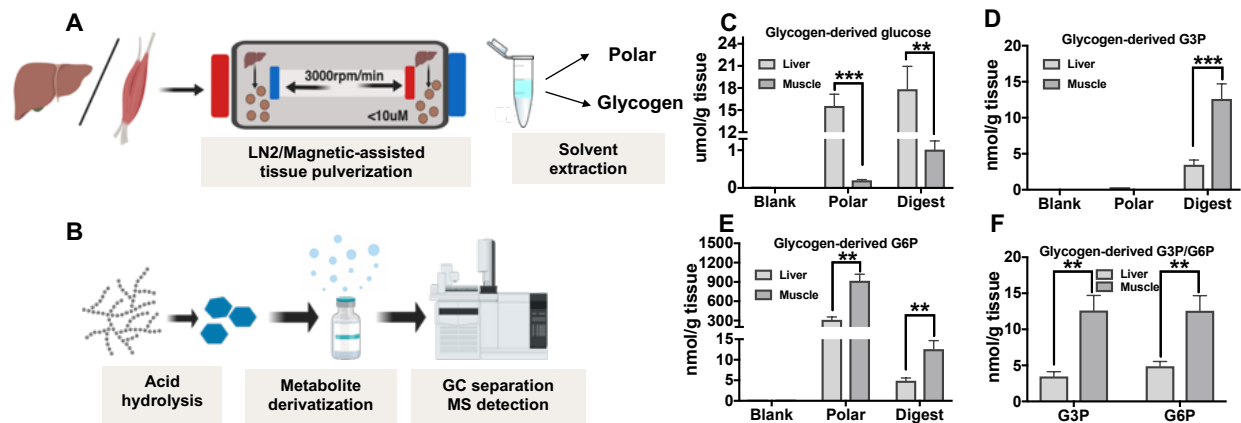 A
3000rpm/min
<10uM
LN2/Magnetic-assisted
tissue pulverization
Polar
Glycogen
Solvent
extraction
B
Acid
hydrolysis
Metabolite
derivatization
GC separation
MS detection
C
Glycogen-derived glucose
umol/g tissue
24
21
18
15
12
1
0
Liver
Muscle
***
**
Blank
Polar
Digest
D
Glycogen-derived G3P
nmol/g tissue
20
15
10
5
0
Liver
Muscle
***
Blank
Polar
Digest
E
Glycogen-derived G6P
nmol/g tissue
1500
1200
900
600
300
15
10
5
0
Liver
Muscle
**
**
Blank
Polar
Digest
F
Glycogen-derived G3P/G6P
nmol/g tissue
20
15
10
5
0
Liver
Muscle
**
**
G3P
G6P